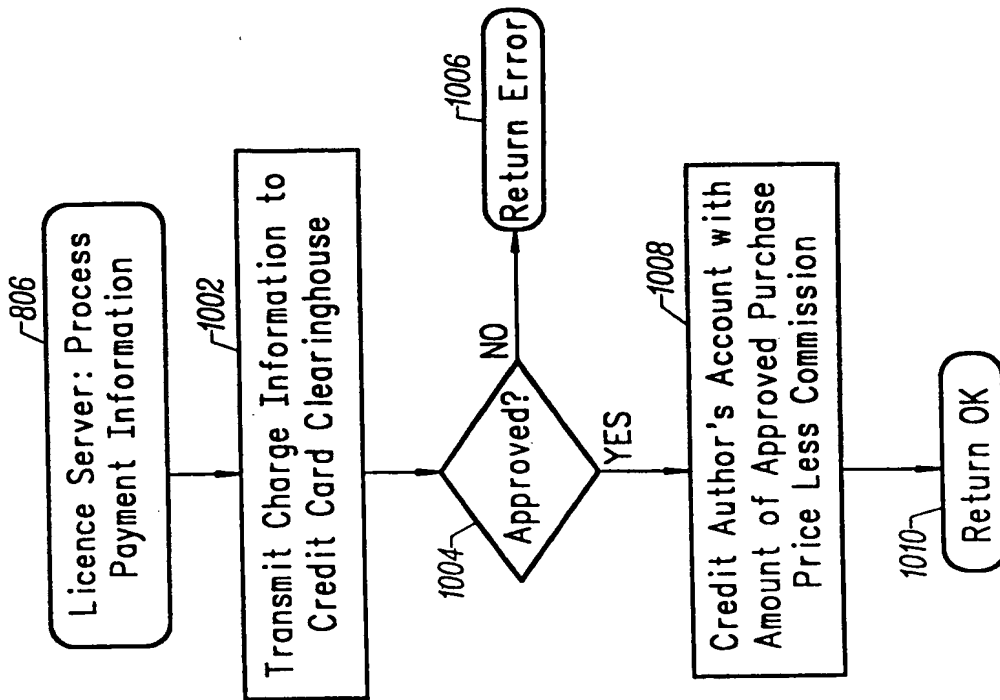 806
Licence Server: Process
Payment Information
1002
Transmit Charge Information to
Credit Card Clearinghouse
1004
Approved?
NO
1006
Return Error
YES
1008
Credit Author's Account with
Amount of Approved Purchase
Price Less Commission
1010
Return OK